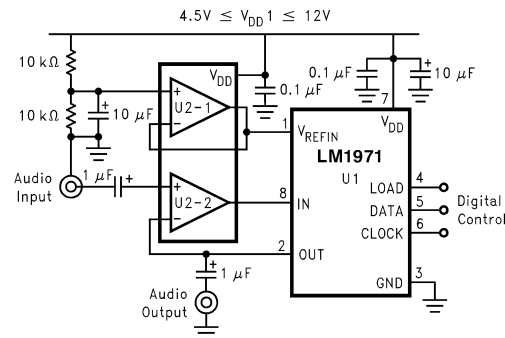 4.5V ≤ VDD1 ≤ 12V
10 kΩ
10 kΩ
10 μF
VDD
0.1 μF
0.1 μF
10 μF
+
+
U2-1
−
7
1
VREFIN
VDD
LM1971
U1
Audio
Input
1 μF
+
+
U2-2
−
8
IN
LOAD
4
DATA
5
CLOCK
6
Digital
Control
2
OUT
GND
3
+
1 μF
Audio
Output